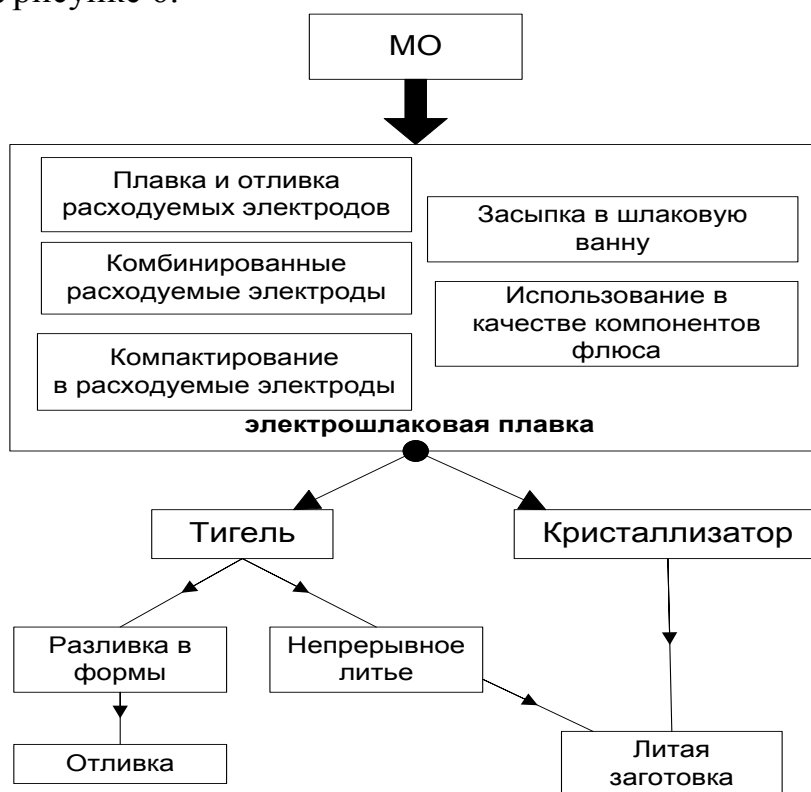 рисунке 6.
МО
Плавка и отливка
расходуемых электродов
Комбинированные
расходуемые электроды
Компактирование
в расходуемые электроды
Засыпка в шлаковую
ванну
Использование в
качестве компонентов
флюса
электрошлаковая плавка
Тигель
Кристаллизатор
Разливка в
формы
Непрерывное
литье
Отливка
Литая
заготовка